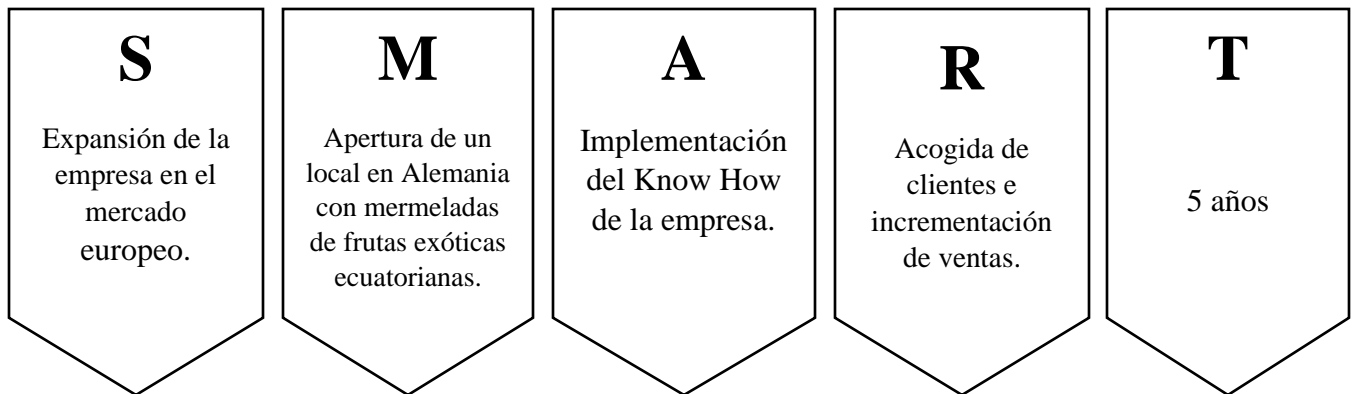 S
Expansión de la
empresa en el
mercado
europeo.
M
Apertura de un
local en Alemania
con mermeladas
de frutas exóticas
ecuatorianas.
A
Implementación
del Know How
de la empresa.
R
Acogida de
clientes e
incrementación
de ventas.
T
5 años